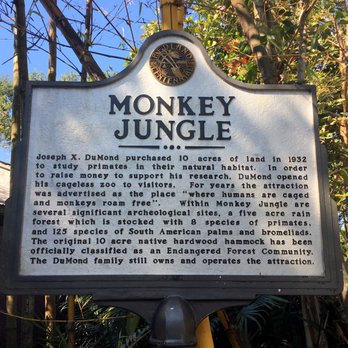 MONKEY
JUNGLE
Joseph X. DuMond purchased 10 acres of land in 1932
to study primates in their natural habitat. In order
to raise money to support his research, DuMond opened
his cageless zoo to visitors. For years the attraction
was advertised as the place "where humans are caged
and monkeys roam free". Within Monkey Jungle are
several significant archeological sites, a five acre rain
forest which is stocked with 8 species of primates,
and 125 species of South American palms and bromeliads.
The original 10 acre native hardwood hammock has been
officially classified as an Endangered Forest Community.
The DuMond family still owns and operates the attraction.